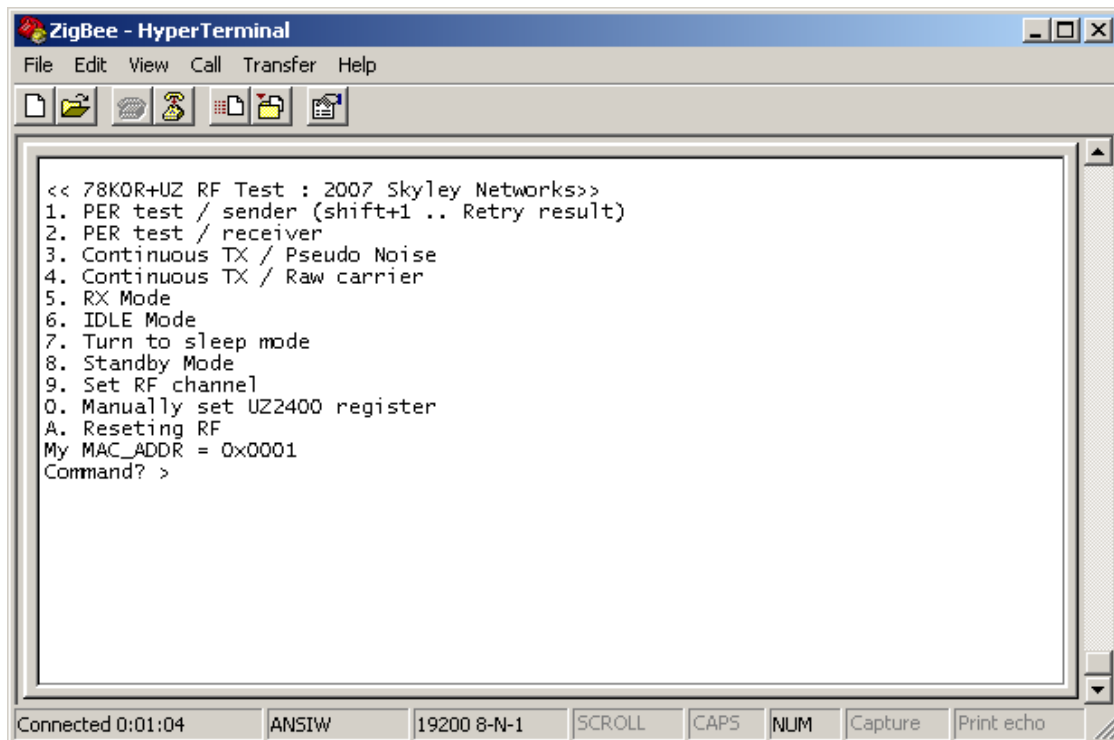 ZigBee - HyperTerminal
File Edit View Call Transfer Help
<< 78K0R+UZ RF Test : 2007 Skyley Networks>>
1. PER test / sender (shift+1 .. Retry result)
2. PER test / receiver
3. Continuous TX / Pseudo Noise
4. Continuous TX / Raw carrier
5. RX Mode
6. IDLE Mode
7. Turn to sleep mode
8. Standby Mode
9. Set RF channel
0. Manually set UZ2400 register
A. Reseting RF
My MAC_ADDR = 0x0001
Command? >
Connected 0:01:04 ANSIW 19200 8-N-1 SCROLL CAPS NUM Capture Print echo